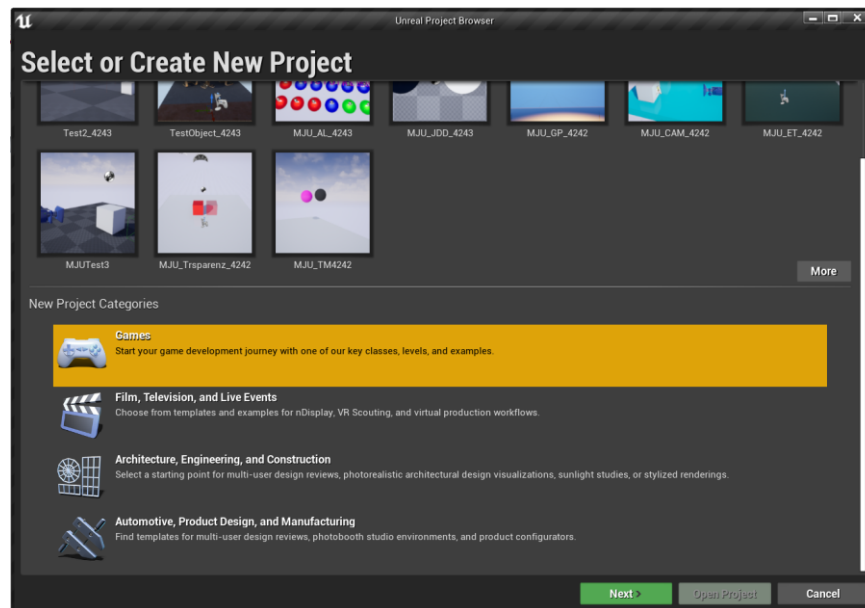 Unreal Project Browser
Select or Create New Project
Test2_4243
TestObject_4243
MJU_AL_4243
MJU_JDD_4243
MJU_GP_4242
MJU_CAM_4242
MJU_ET_4242
MJUTest3
MJU_Trsparenz_4242
MJU_TM4242
More
New Project Categories
Games
Start your game development journey with one of our key classes, levels, and examples.
Film, Television, and Live Events
Choose from templates and examples for nDisplay, VR Scouting, and virtual production workflows.
Architecture, Engineering, and Construction
Select a starting point for multi-user design reviews, photorealistic architectural design visualizations, sunlight studies, or stylized renderings.
Automotive, Product Design, and Manufacturing
Find templates for multi-user design reviews, photobooth studio environments, and product configurators.
Next >
Open Project
Cancel